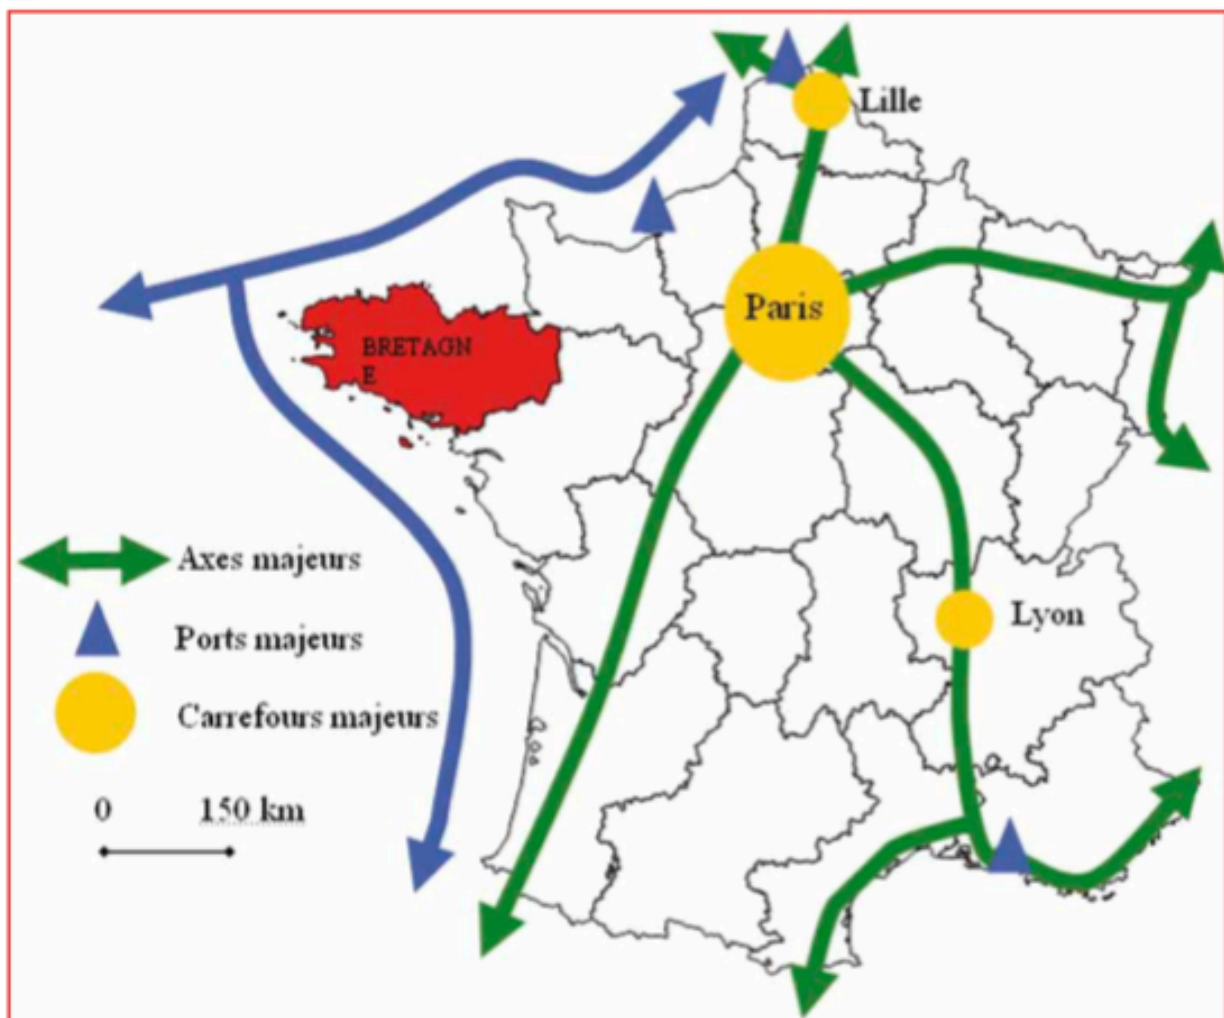 Lille
Paris
BRETAGN
E
Axes majeurs
Ports majeurs
Lyon
Carrefours majeurs
0 150 km